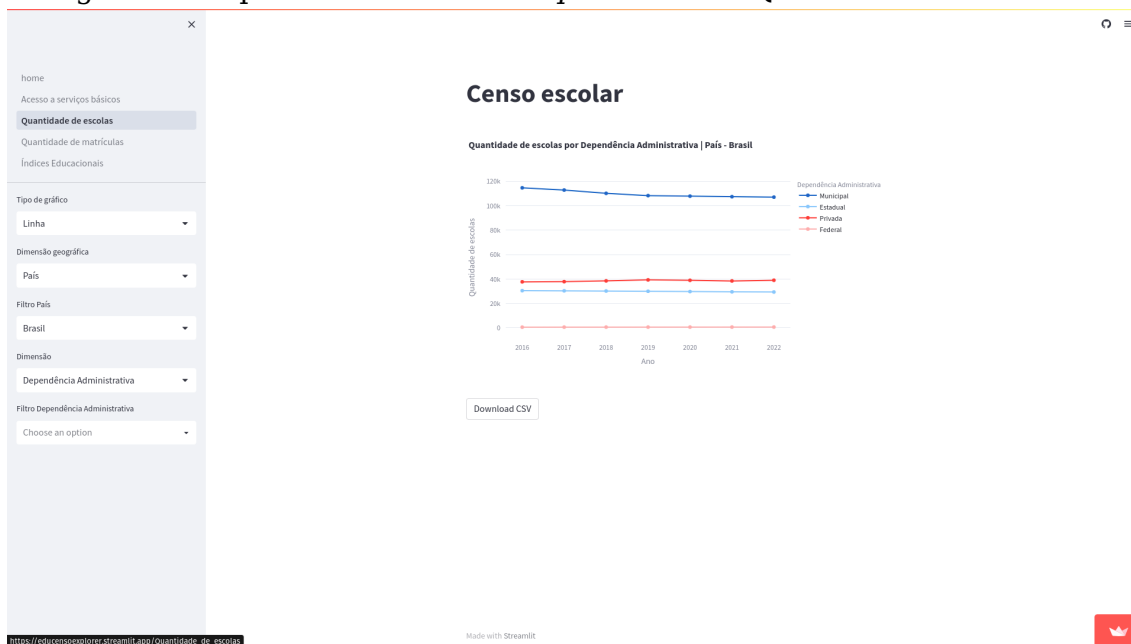 home
Acesso a serviços básicos
Quantidade de escolas
Quantidade de matrículas
Índices Educacionais
Tipo de gráfico
Linha
Dimensão geográfica
País
Filtro País
Brasil
Dimensão
Dependência Administrativa
Filtro Dependência Administrativa
Choose an option
https://educensoexplorer.streamlit.app/Quantidade_de_escolas
Censo escolar
Quantidade de escolas por Dependência Administrativa | País - Brasil
Quantidade de escolas
120k
100k
80k
60k
40k
20k
0
2016 2017 2018 2019 2020 2021 2022
Ano
Dependência Administrativa
Municipal
Estadual
Privada
Federal
Download CSV
Made with Streamlit